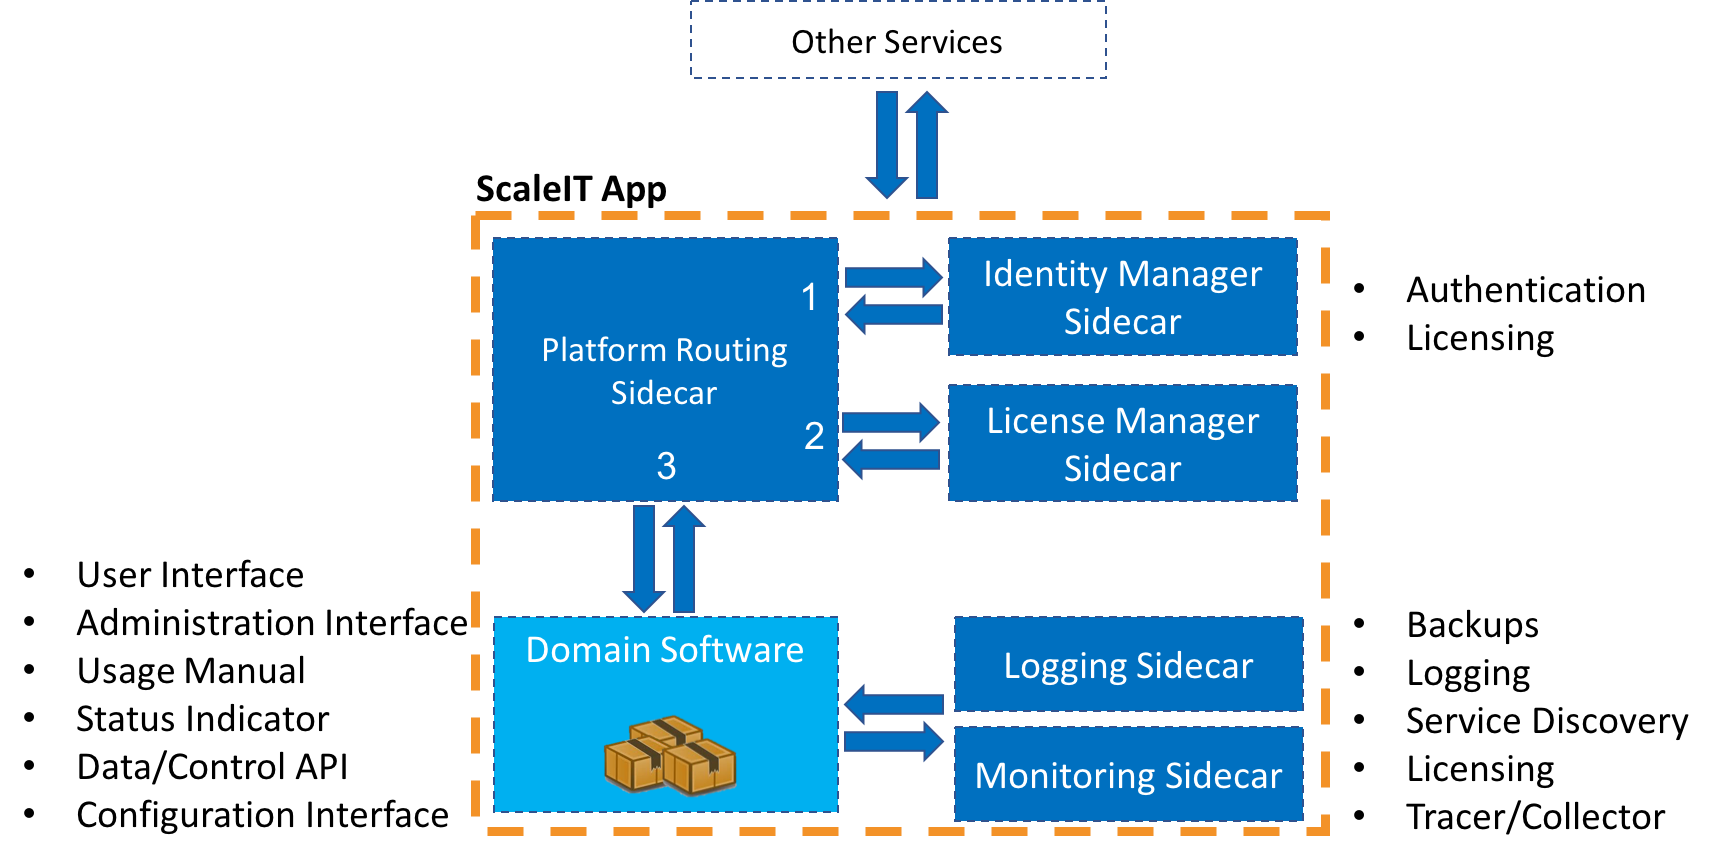 Other Services
ScaleIT App
Platform Routing
Sidecar
1
2
3
Identity Manager
Sidecar
License Manager
Sidecar
• Authentication
• Licensing
• User Interface
• Administration Interface
• Usage Manual
• Status Indicator
• Data/Control API
• Configuration Interface
Domain Software
Logging Sidecar
Monitoring Sidecar
• Backups
• Logging
• Service Discovery
• Licensing
• Tracer/Collector